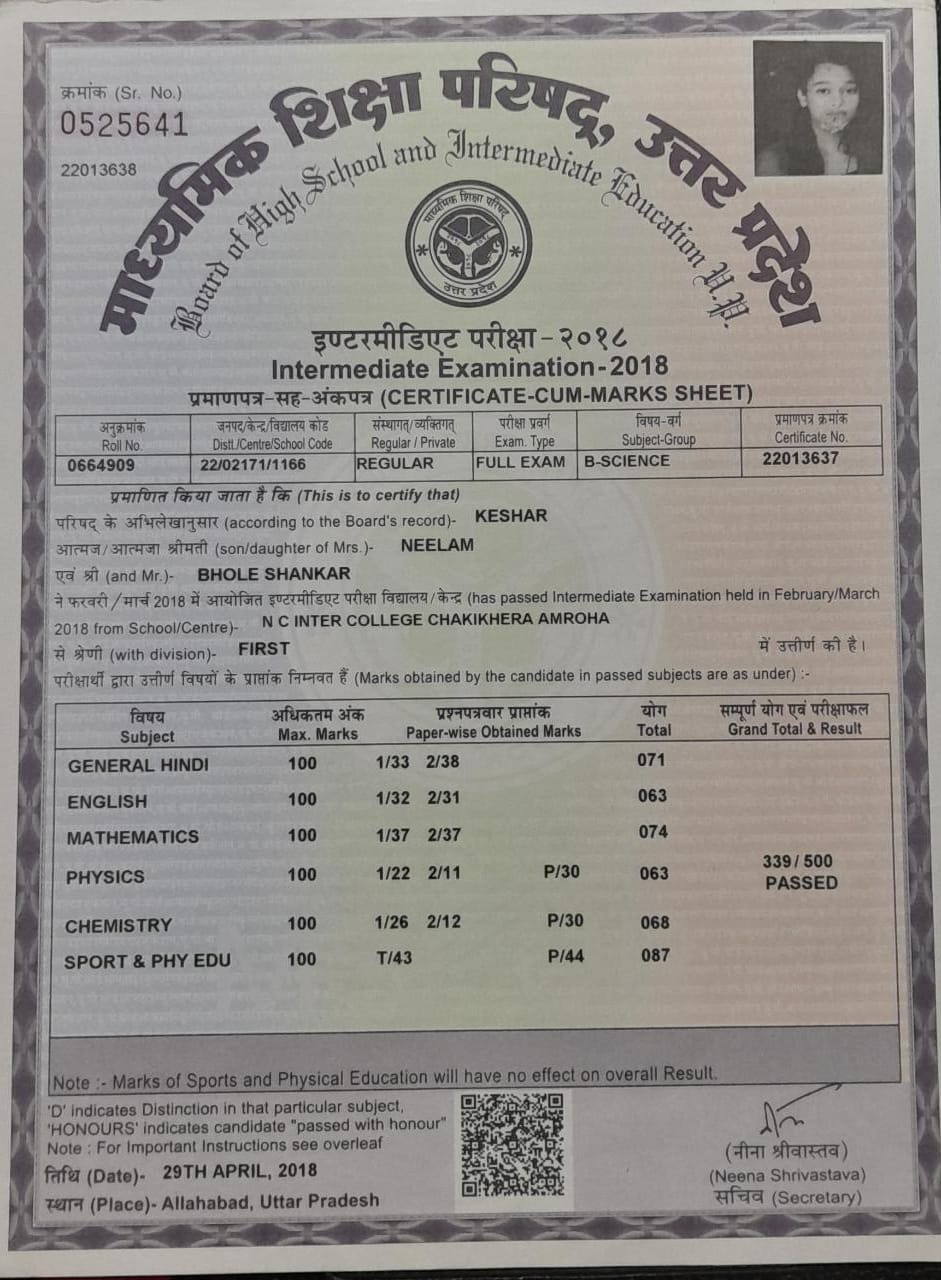 क्रमांक (Sr. No.)
0525641
22013638
माध्यमिक शिक्षा परिषद्, उत्तर प्रदेश
Board of High School and Intermediate Education U.P.
माध्यमिक शिक्षा परिषद्
उत्तर प्रदेश
इण्टरमीडिएट परीक्षा - २०१८
Intermediate Examination - 2018
प्रमाणपत्र-सह-अंकपत्र (CERTIFICATE-CUM-MARKS SHEET)
अनुक्रमांक जनपद/केन्द्र/विद्यालय कोड संस्थागत्/व्यक्तिगत् परीक्षा प्रवर्ग विषय-वर्ग प्रमाणपत्र क्रमांक
Roll No. Distt./Centre/School Code Regular / Private Exam. Type Subject-Group Certificate No.
0664909 22/02171/1166 REGULAR FULL EXAM B-SCIENCE 22013637
प्रमाणित किया जाता है कि (This is to certify that)
परिषद् के अभिलेखानुसार (according to the Board's record)- KESHAR
आत्मज/आत्मजा श्रीमती (son/daughter of Mrs.)- NEELAM
एवं श्री (and Mr.)- BHOLE SHANKAR
ने फरवरी/मार्च 2018 में आयोजित इण्टरमीडिएट परीक्षा विद्यालय/केन्द्र (has passed Intermediate Examination held in February/March
2018 from School/Centre)- N C INTER COLLEGE CHAKIKHERA AMROHA
से श्रेणी (with division)- FIRST में उत्तीर्ण की है।
परीक्षार्थी द्वारा उत्तीर्ण विषयों के प्राप्तांक निम्नवत हैं (Marks obtained by the candidate in passed subjects are as under) :-
विषय अधिकतम अंक प्रश्नपत्रवार प्राप्तांक योग सम्पूर्ण योग एवं परीक्षाफल
Subject Max. Marks Paper-wise Obtained Marks Total Grand Total & Result
GENERAL HINDI 100 1/33 2/38 071
ENGLISH 100 1/32 2/31 063
MATHEMATICS 100 1/37 2/37 074
PHYSICS 100 1/22 2/11 P/30 063
339/500
PASSED
CHEMISTRY 100 1/26 2/12 P/30 068
SPORT & PHY EDU 100 T/43 P/44 087
Note :- Marks of Sports and Physical Education will have no effect on overall Result.
'D' indicates Distinction in that particular subject,
'HONOURS' indicates candidate "passed with honour"
Note : For Important Instructions see overleaf
तिथि (Date)- 29TH APRIL, 2018
स्थान (Place)- Allahabad, Uttar Pradesh
(नीना श्रीवास्तव)
(Neena Shrivastava)
सचिव (Secretary)